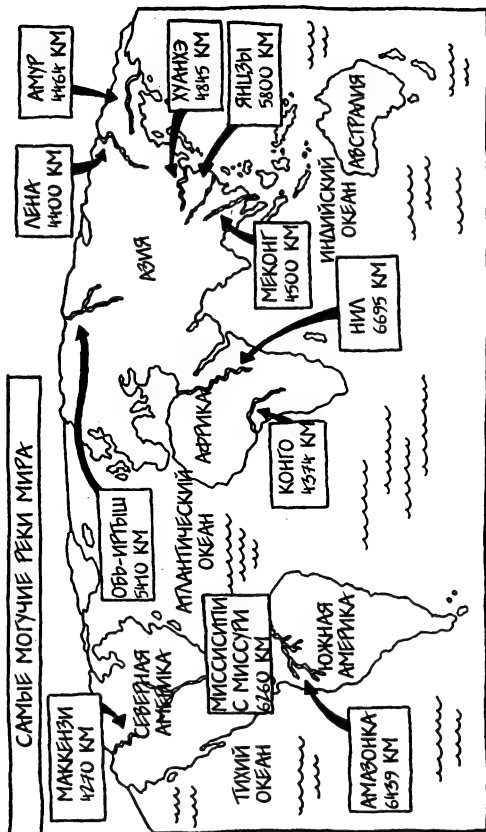 САМЫЕ МОГУЧИЕ РЕКИ МИРА
МАККЕНЗИ
4270 КМ
СЕВЕРНАЯ
АМЕРИКА
ТИХИЙ
ОКЕАН
МИССИСИПИ
С МИССУРИ
6260 КМ
АМАЗОНКА
6439 КМ
ЮЖНАЯ
АМЕРИКА
ОБЬ-ИРТЫШ
5410 КМ
АТЛАНТИЧЕСКИЙ
ОКЕАН
АФРИКА
КОНГО
4374 КМ
НИЛ
6695 КМ
АЗИЯ
ЛЕНА
4400 КМ
АМУР
4464 КМ
ХУАНХЭ
4845 КМ
ЯНЦЗЫ
5800 КМ
МЕКОНГ
4500 КМ
ИНДИЙСКИЙ
ОКЕАН
АВСТРАЛИЯ